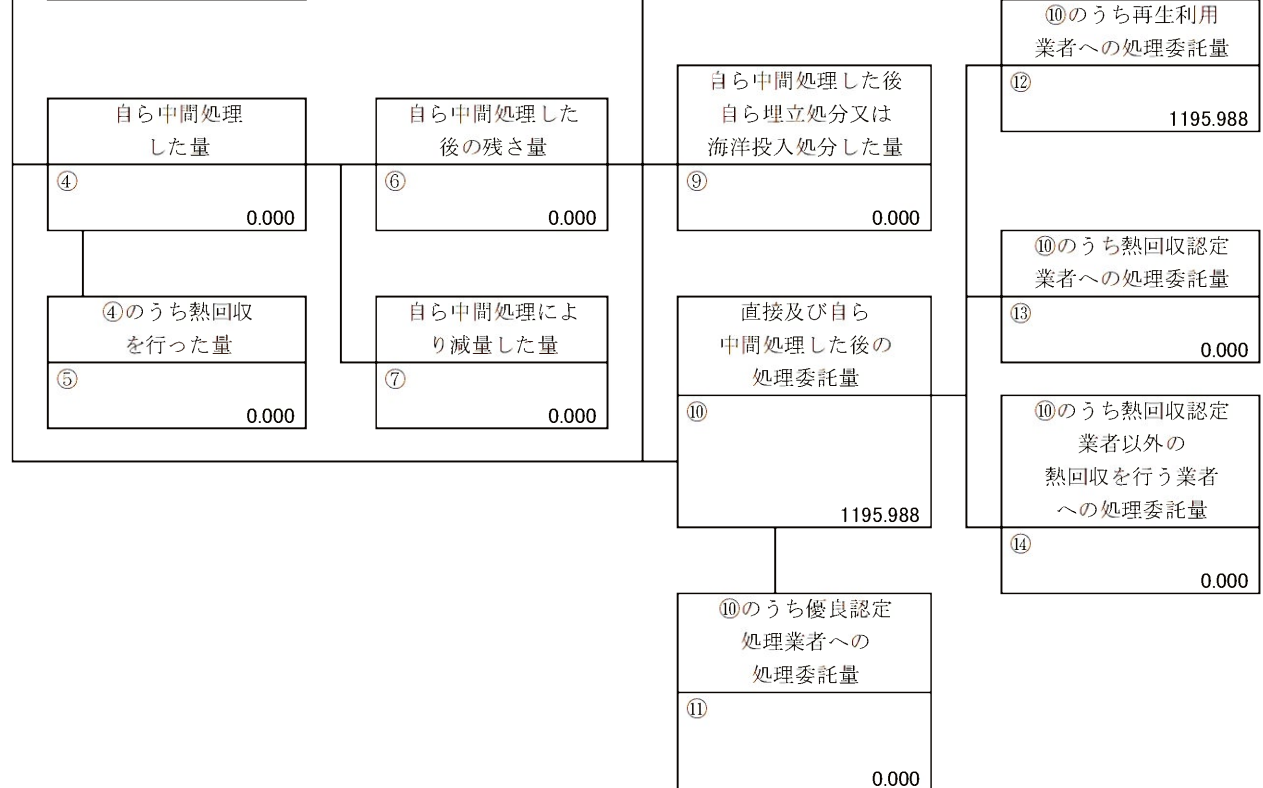 自ら中間処理
した量
④
0.000
④のうち熱回収
を行った量
⑤
0.000
自ら中間処理した
後の残さ量
⑥
0.000
自ら中間処理によ
り減量した量
⑦
0.000
自ら中間処理した後
自ら埋立処分又は
海洋投入処分した量
⑨
0.000
直接及び自ら
中間処理した後の
処理委託量
⑩
1195.988
⑩のうち優良認定
処理業者への
処理委託量
⑪
0.000
⑩のうち再生利用
業者への処理委託量
⑫
1195.988
⑩のうち熱回収認定
業者への処理委託量
⑬
0.000
⑩のうち熱回収認定
業者以外の
熱回収を行う業者
への処理委託量
⑭
0.000